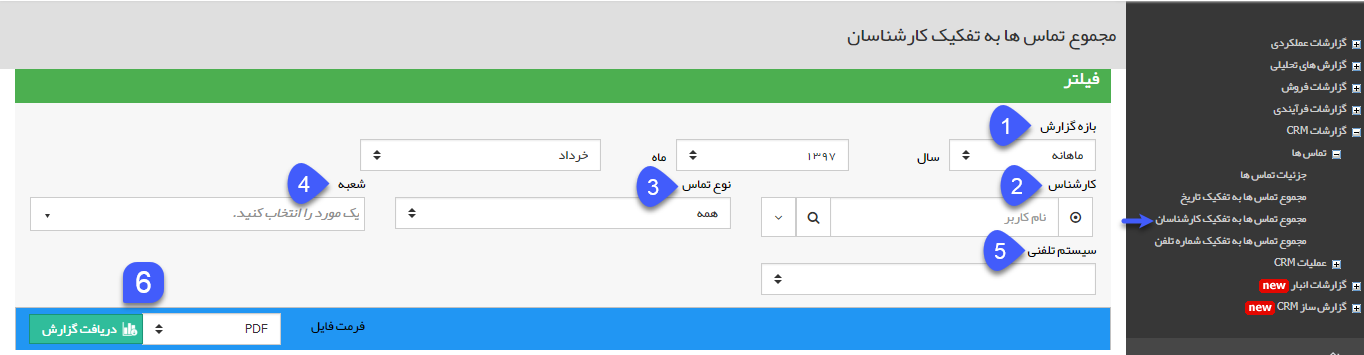 مجموع تماس ها به تفکیک کارشناسان
فیلتر
بازه گزارش 1
ماهانه
سال
۱۳۹۷
ماه
خرداد
کارشناس 2
نام کاربر
نوع تماس 3
همه
شعبه 4
یک مورد را انتخاب کنید.
سیستم تلفنی 5
6
فرمت فایل
PDF
دریافت گزارش
گزارشات عملکردی
گزارش های تحلیلی
گزارشات فروش
گزارشات فرآیندی
گزارشات CRM
تماس ها
جزئیات تماس ها
مجموع تماس ها به تفکیک تاریخ
مجموع تماس ها به تفکیک کارشناسان
مجموع تماس ها به تفکیک شماره تلفن
عملیات CRM
گزارشات انبار new
گزارش ساز CRM new